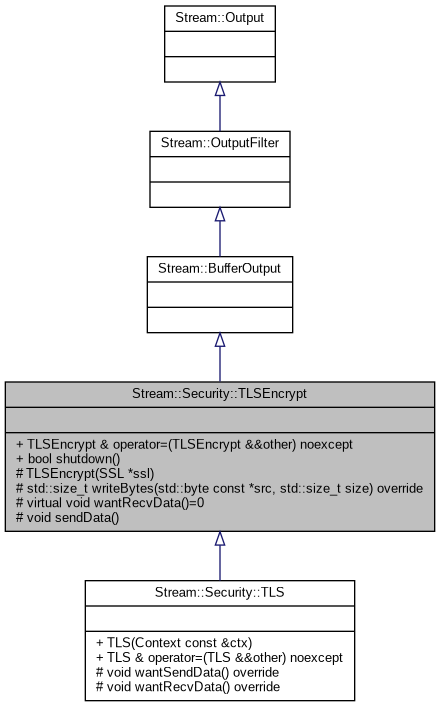 Stream::Output
Stream::OutputFilter
Stream::BufferOutput
Stream::Security::TLSEncrypt
+ TLSEncrypt & operator=(TLSEncrypt &&other) noexcept
+ bool shutdown()
# TLSEncrypt(SSL *ssl)
# std::size_t writeBytes(std::byte const *src, std::size_t size) override
# virtual void wantRecvData()=0
# void sendData()
Stream::Security::TLS
+ TLS(Context const &ctx)
+ TLS & operator=(TLS &&other) noexcept
# void wantSendData() override
# void wantRecvData() override